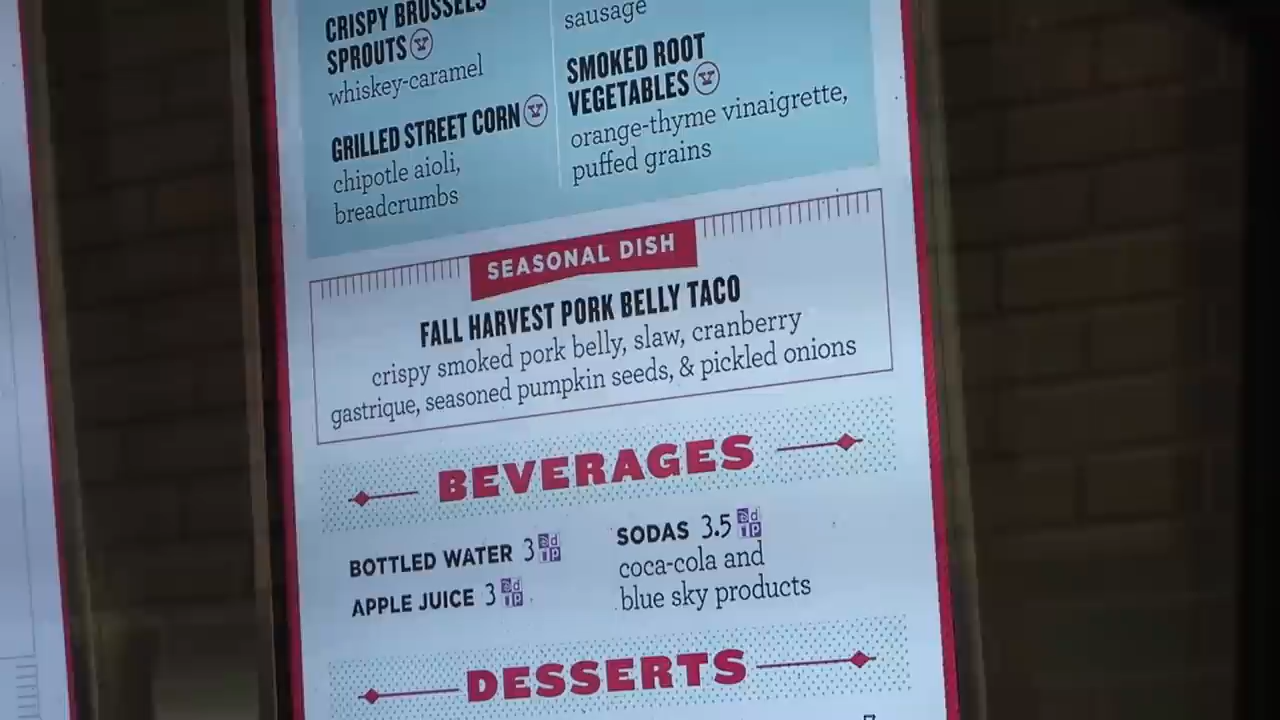 CRISPY BRUSSELS
SPROUTS V
whiskey-caramel
GRILLED STREET CORN V
chipotle aioli,
breadcrumbs
sausage
SMOKED ROOT
VEGETABLES V
orange-thyme vinaigrette,
puffed grains
SEASONAL DISH
FALL HARVEST PORK BELLY TACO
crispy smoked pork belly, slaw, cranberry
gastrique, seasoned pumpkin seeds, & pickled onions
BEVERAGES
BOTTLED WATER 3
APPLE JUICE 3
SODAS 3.5
coca-cola and
blue sky products
DESSERTS